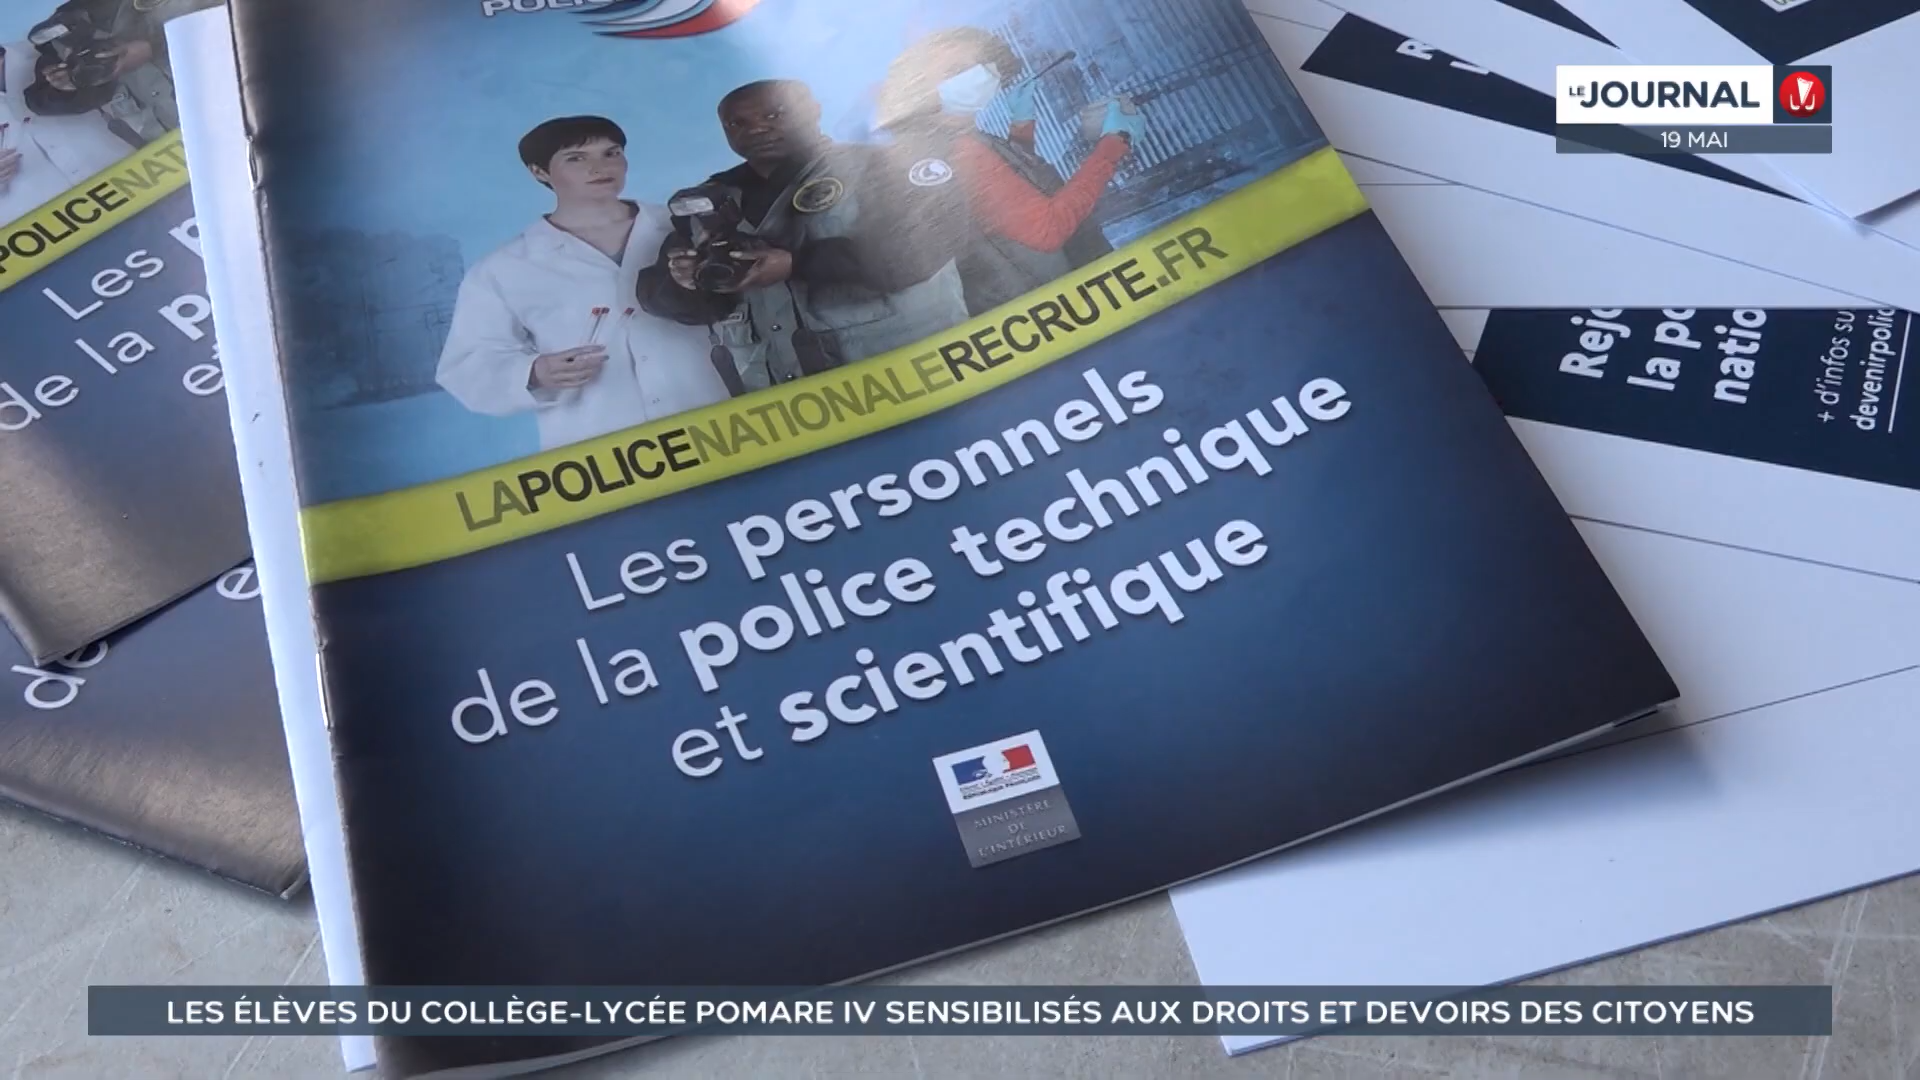 POLICE
LE JOURNAL
19 MAI
LAPOLICENATIONALERECRUTE.FR
Les personnels
de la police technique
et scientifique
MINISTÈRE
DE
L'INTÉRIEUR
POLICENAT
Les p
de la p
e
Rejo
la po
natio
+ d'infos su
devenirpolic
LES ÉLÈVES DU COLLÈGE-LYCÉE POMARE IV SENSIBILISÉS AUX DROITS ET DEVOIRS DES CITOYENS